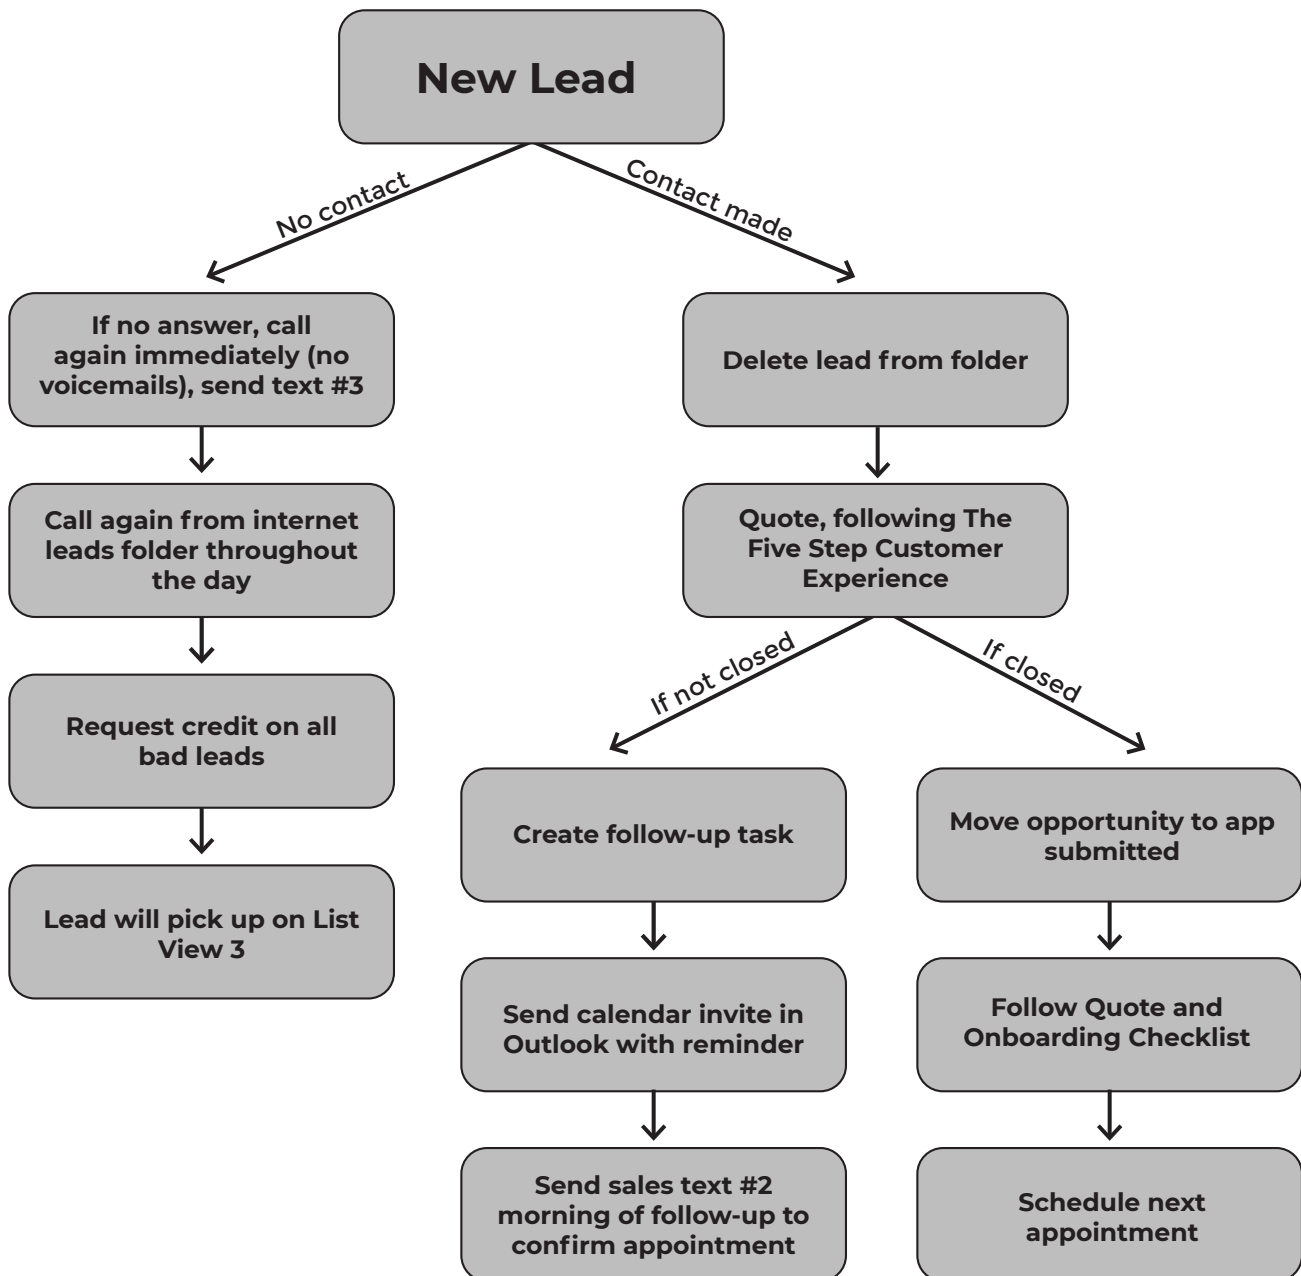 New Lead
No contact
Contact made
If no answer, call
again immediately (no
voicemails), send text #3
Delete lead from folder
Call again from internet
leads folder throughout
the day
Quote, following The
Five Step Customer
Experience
Request credit on all
bad leads
If not closed
If closed
Lead will pick up on List
View 3
Create follow-up task
Move opportunity to app
submitted
Send calendar invite in
Outlook with reminder
Follow Quote and
Onboarding Checklist
Send sales text #2
morning of follow-up to
confirm appointment
Schedule next
appointment